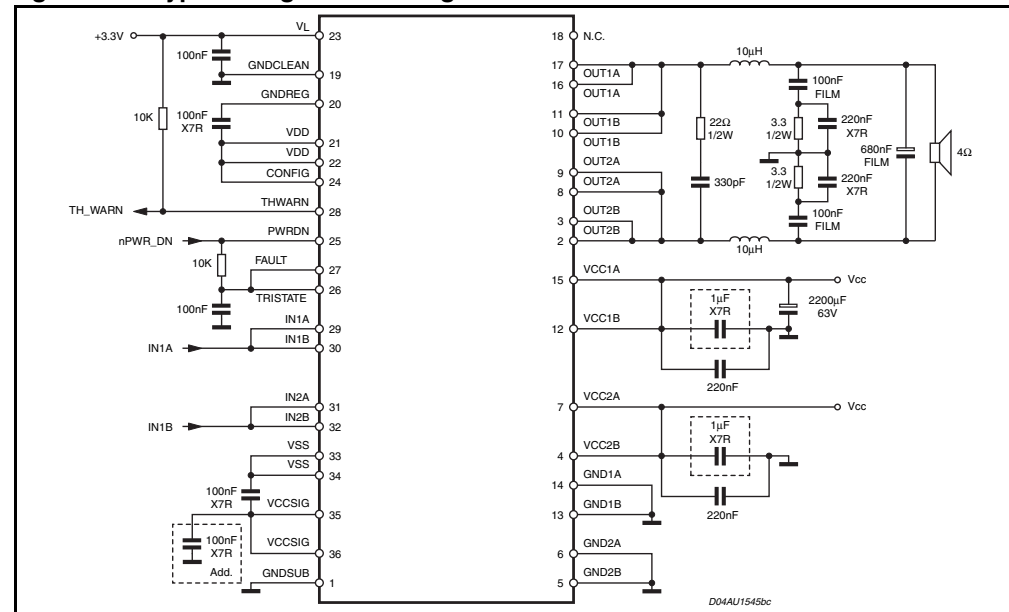 VL
+3.3V
23
100nF
GNDCLEAN
19
GNDREG
20
10K
100nF
X7R
VDD
21
VDD
22
CONFIG
24
THWARN
TH_WARN
28
PWRDN
nPWR_DN
25
10K
FAULT
27
26
TRISTATE
100nF
IN1A
29
IN1B
IN1A
30
IN2A
31
IN2B
IN1B
32
VSS
33
VSS
34
100nF
X7R
VCCSIG
35
100nF
X7R
Add.
VCCSIG
36
GNDSUB
1
18
N.C.
17
OUT1A
16
OUT1A
11
OUT1B
10
OUT1B
OUT2A
9
OUT2A
8
OUT2B
3
OUT2B
2
10µH
22Ω
1/2W
330pF
10µH
100nF
FILM
3.3
1/2W
220nF
X7R
3.3
1/2W
220nF
X7R
100nF
FILM
680nF
FILM
4Ω
VCC1A
15
Vcc
1µF
X7R
2200µF
63V
VCC1B
12
220nF
VCC2A
7
Vcc
1µF
X7R
VCC2B
4
220nF
GND1A
14
GND1B
13
GND2A
6
GND2B
5
D04AU1545bc